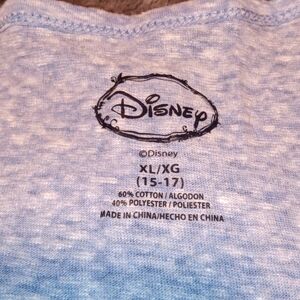 Disney
©Disney
XL/XG
(15-17)
60% COTTON / ALGODON
40% POLYESTER / POLIESTER
MADE IN CHINA/HECHO EN CHINA